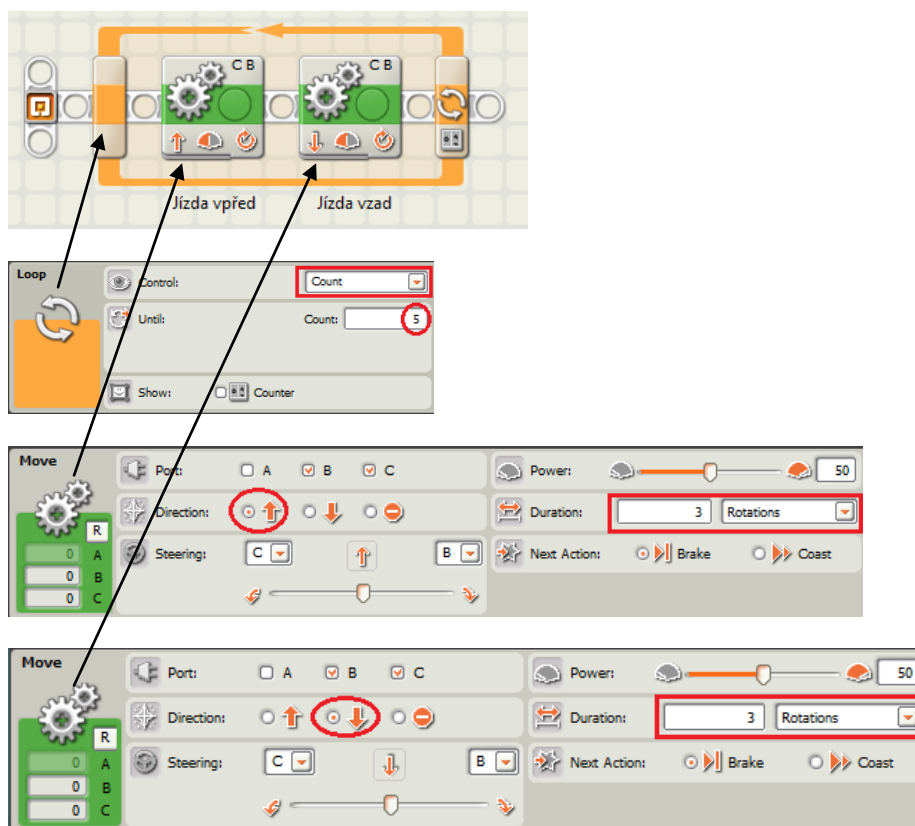 C B C B
Jízda vpřed Jízda vzad
Loop
Control: Count
Until: Count: 5
Show: Counter
Move
Port: A B C Power: 50
R
Direction: Duration: 3 Rotations
0 A
Steering: C B Next Action: Brake Coast
0 B
0 C
Move
Port: A B C Power: 50
R
Direction: Duration: 3 Rotations
0 A
Steering: C B Next Action: Brake Coast
0 B
0 C